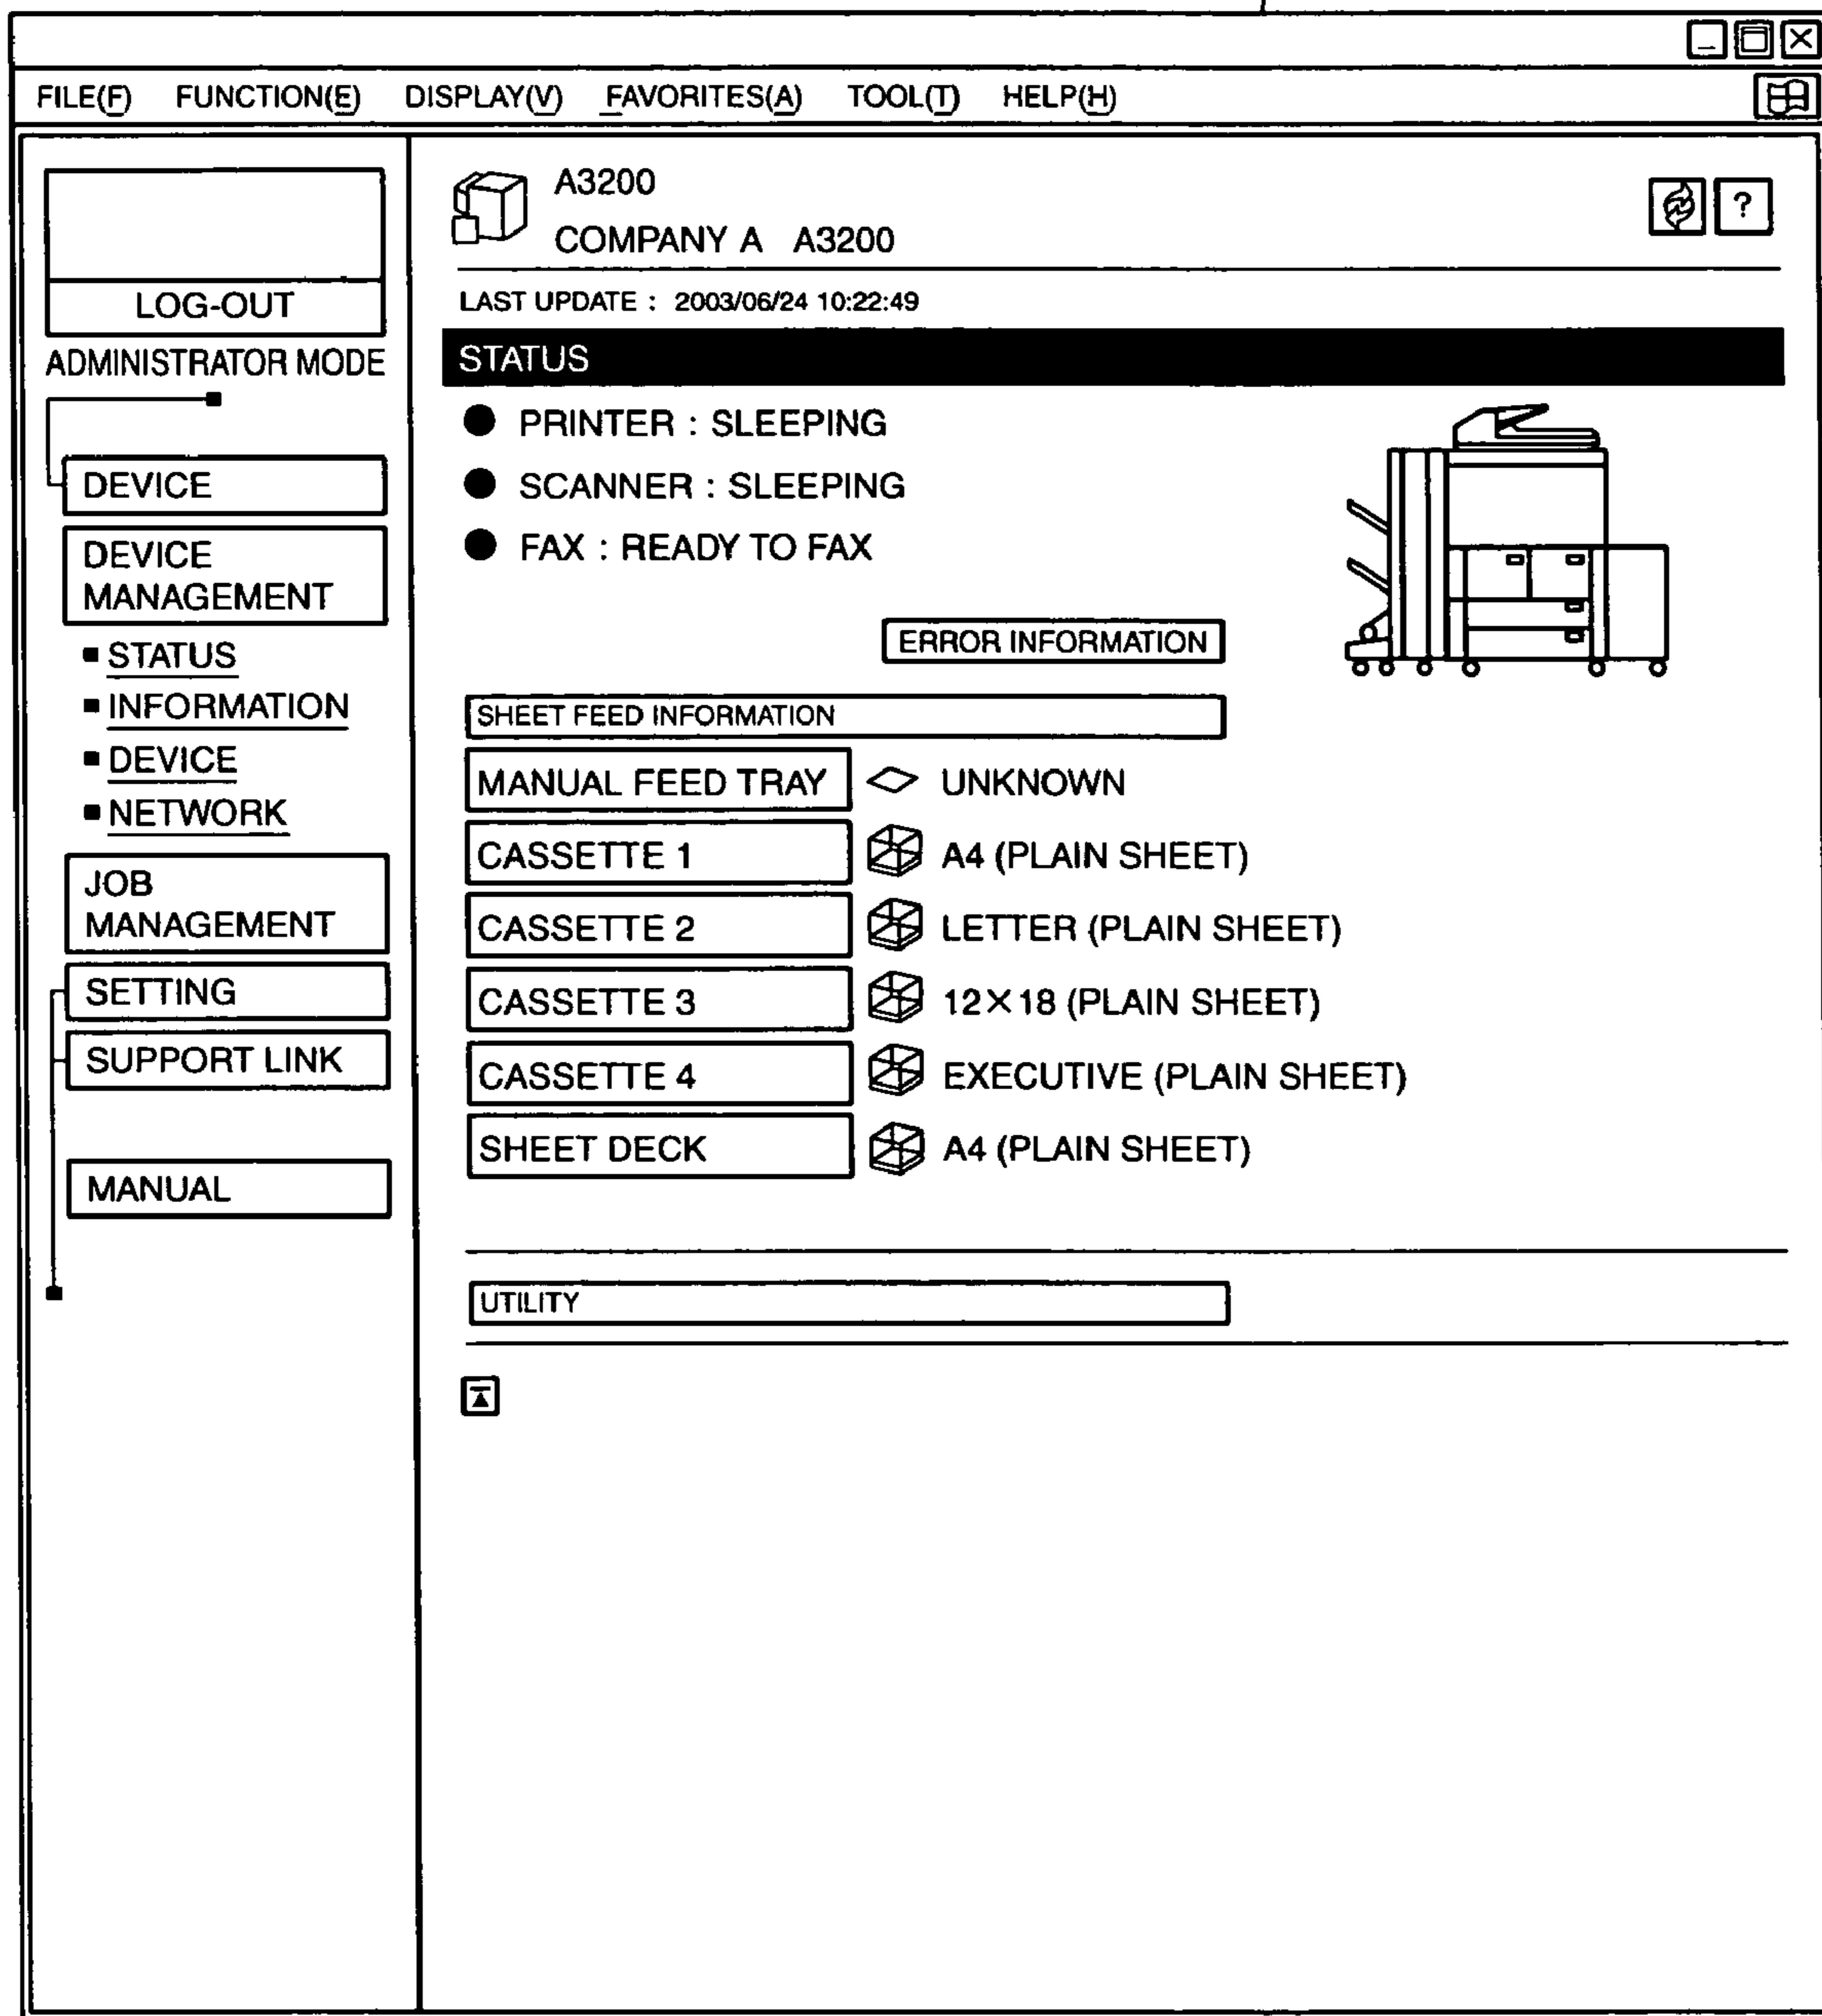 FILE(F) FUNCTION(E) DISPLAY(V) FAVORITES(A) TOOL(T) HELP(H)
LOG-OUT
ADMINISTRATOR MODE
DEVICE
DEVICE
MANAGEMENT
STATUS
INFORMATION
DEVICE
NETWORK
JOB
MANAGEMENT
SETTING
SUPPORT LINK
MANUAL
A3200
COMPANY A A3200
?
LAST UPDATE : 2003/06/24 10:22:49
STATUS
PRINTER : SLEEPING
SCANNER : SLEEPING
FAX : READY TO FAX
ERROR INFORMATION
SHEET FEED INFORMATION
MANUAL FEED TRAY UNKNOWN
CASSETTE 1 A4 (PLAIN SHEET)
CASSETTE 2 LETTER (PLAIN SHEET)
CASSETTE 3 12×18 (PLAIN SHEET)
CASSETTE 4 EXECUTIVE (PLAIN SHEET)
SHEET DECK A4 (PLAIN SHEET)
UTILITY